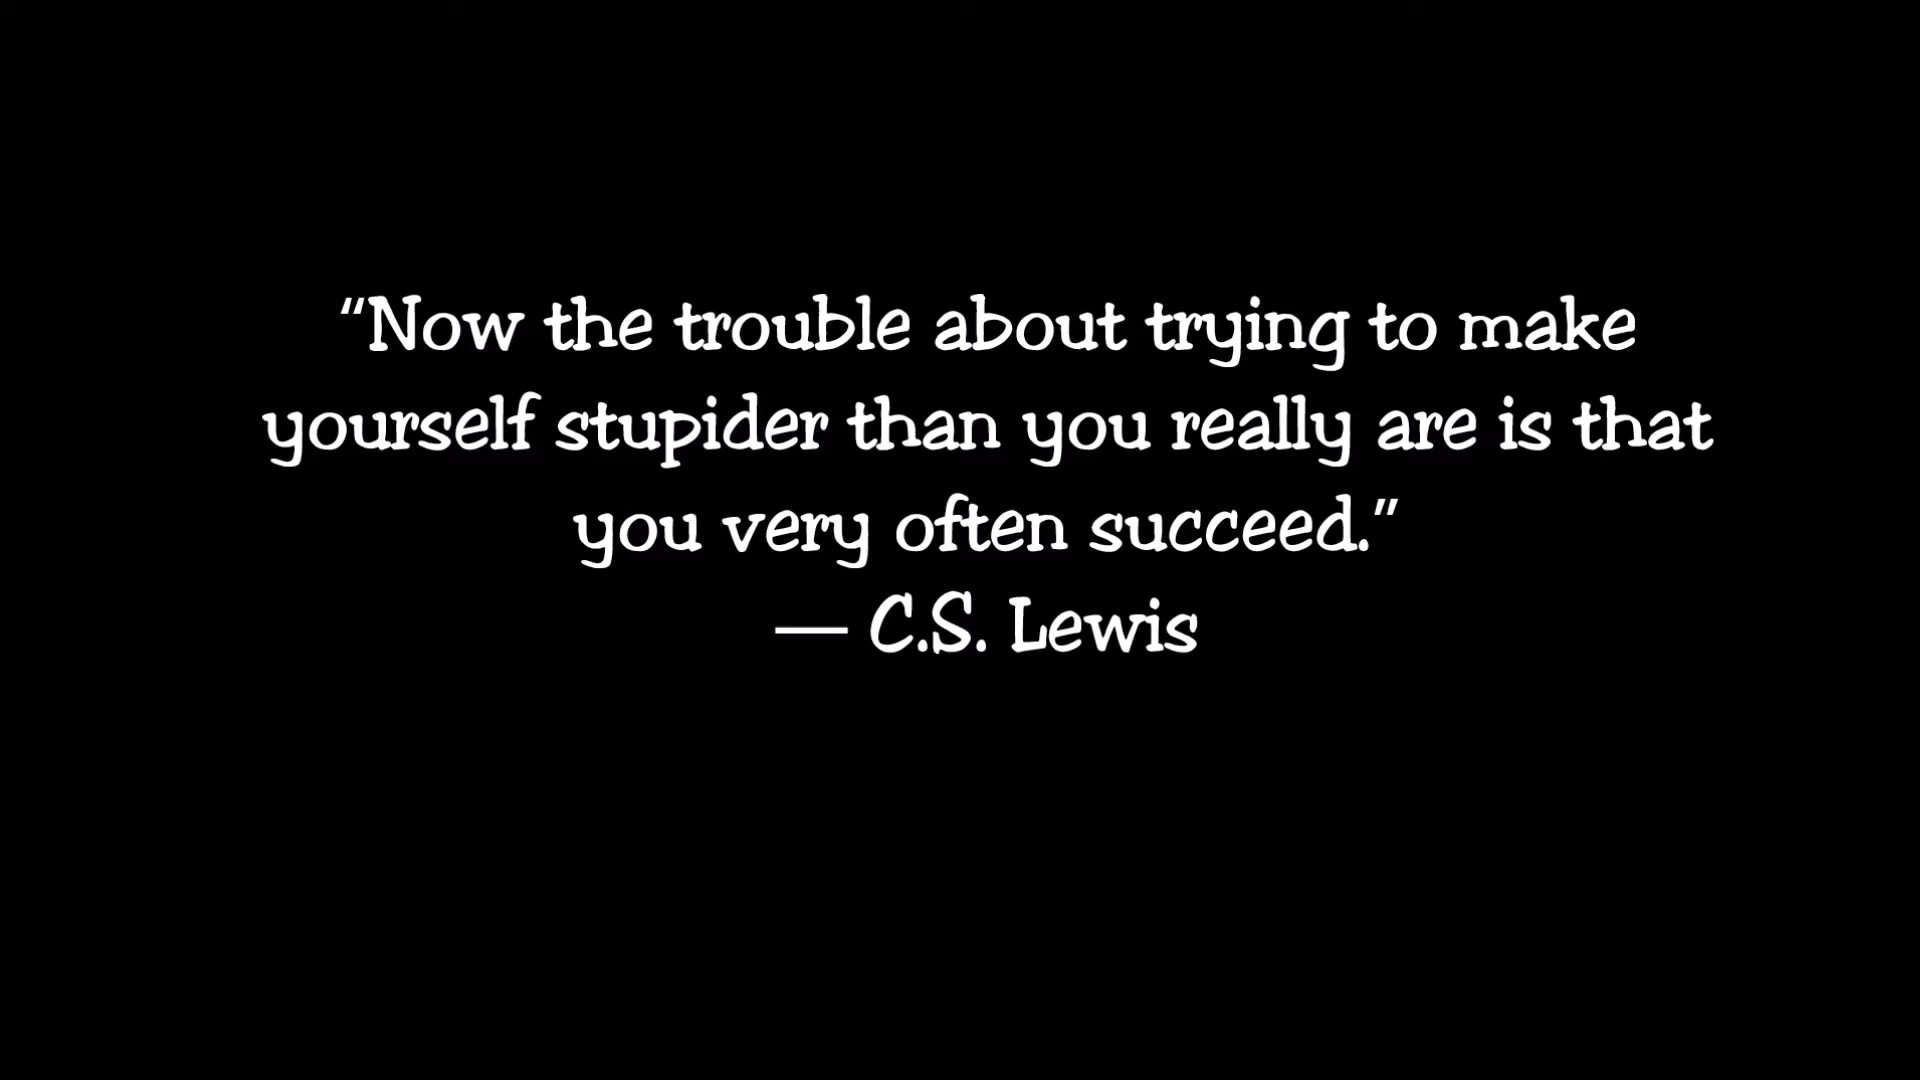 “Now the trouble about trying to make
yourself stupider than you really are is that
you very often succeed.”
— C.S. Lewis